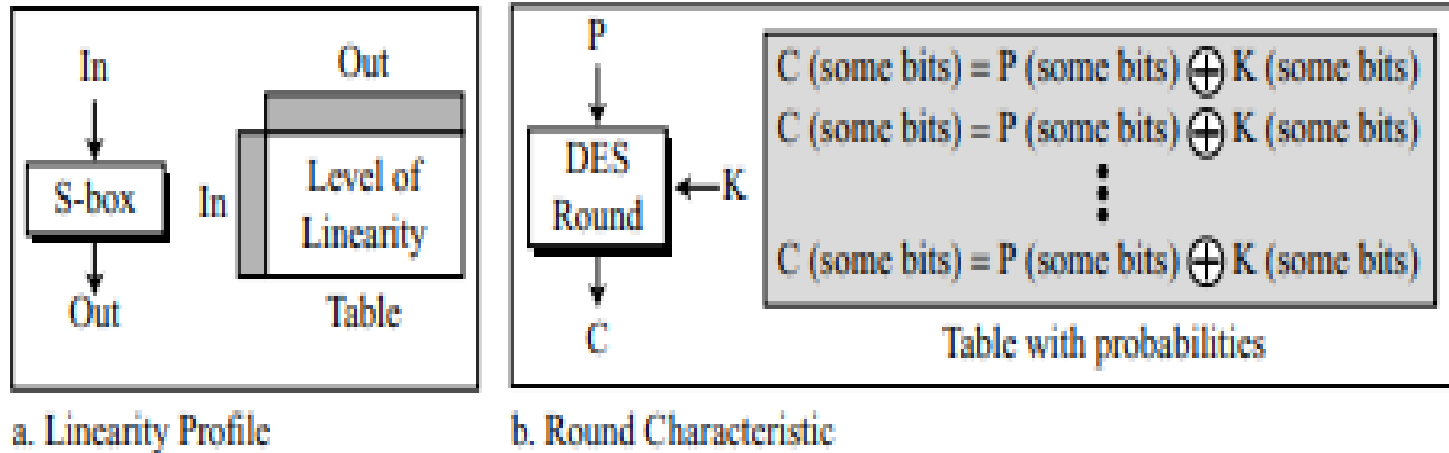 In
S-box
Out
Out
In
Level of
Linearity
Table
a. Linearity Profile
P
DES
Round
K
C
C (some bits) = P (some bits) ⊕ K (some bits)
C (some bits) = P (some bits) ⊕ K (some bits)
⋮
C (some bits) = P (some bits) ⊕ K (some bits)
Table with probabilities
b. Round Characteristic